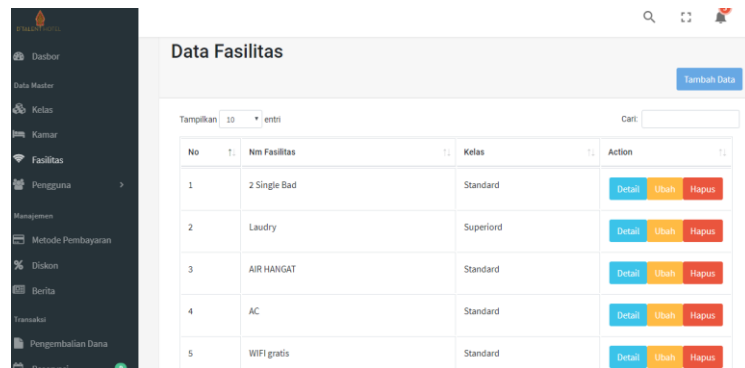 Dasbor
Data Master
Kelas
Kamar
Fasilitas
Pengguna
Manajemen
Metode Pembayaran
Diskon
Berita
Transaksi
Pengembalian Dana
Data Fasilitas
Tambah Data
Tampilkan 10 entri
Cari:
No Nm Fasilitas Kelas Action
1 2 Single Bad Standard Detail Ubah Hapus
2 Laudry Superiord Detail Ubah Hapus
3 AIR HANGAT Standard Detail Ubah Hapus
4 AC Standard Detail Ubah Hapus
5 WIFI gratis Standard Detail Ubah Hapus